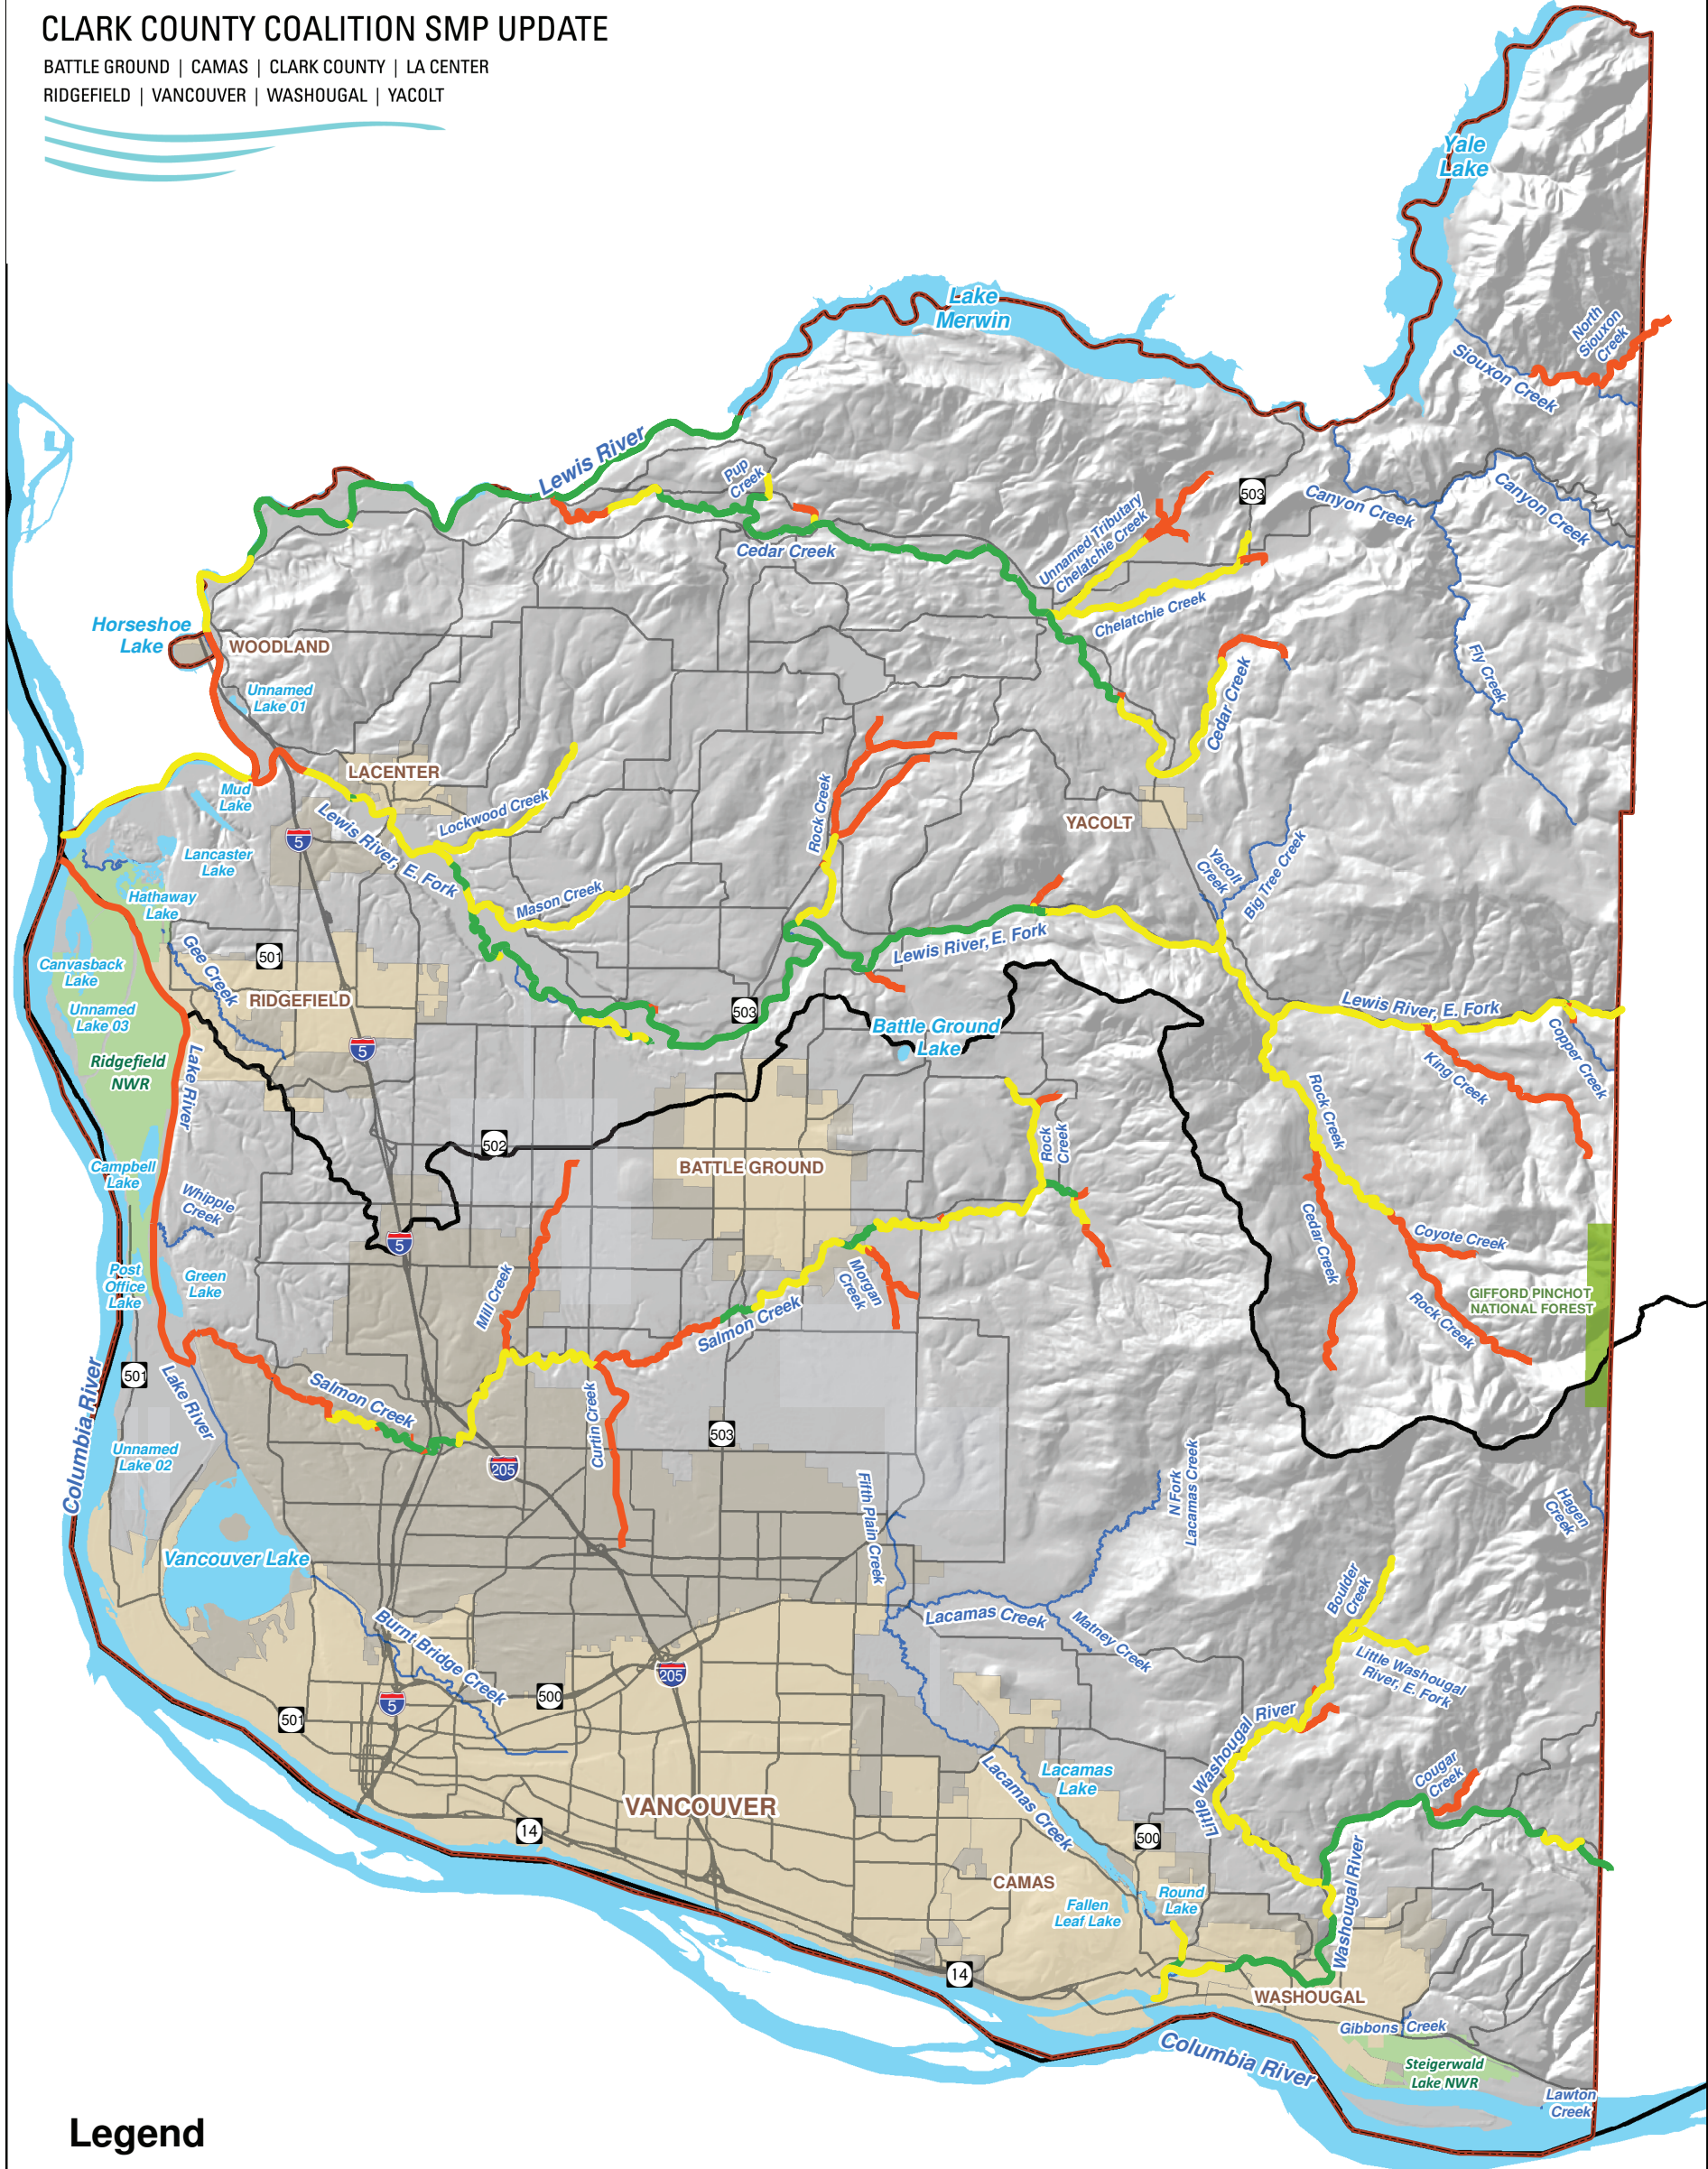 CLARK COUNTY COALITION SMP UPDATE
BATTLE GROUND | CAMAS | CLARK COUNTY | LA CENTER
RIDGEFIELD | VANCOUVER | WASHOUGAL | YACOLT
Yale
Lake
Lake
Merwin
North
Siouxon
Creek
Siouxon Creek
Lewis River
Pup
Creek
503
Canyon Creek
Canyon Creek
Unnamed Tributary
Chelatchie Creek
Cedar Creek
Chelatchie Creek
Horseshoe
Lake
WOODLAND
Fly Creek
Cedar Creek
Unnamed
Lake 01
LACENTER
Mud
Lake
Lockwood Creek
Rock Creek
YACOLT
5
Lewis River, E. Fork
Lancaster
Lake
Yacolt
Creek
Big Tree Creek
Hathaway
Lake
Mason Creek
Lewis River, E. Fork
501
Gee Creek
Canvasback
Lake
RIDGEFIELD
Unnamed
Lake 03
503
Battle Ground
Lake
Lewis River, E. Fork
Copper Creek
5
Ridgefield
NWR
Lake River
King Creek
Rock Creek
502
Rock
Creek
BATTLE GROUND
Campbell
Lake
Whipple
Creek
5
Cedar Creek
Coyote Creek
Post
Office
Lake
Green
Lake
Mill Creek
Morgan
Creek
GIFFORD PINCHOT
NATIONAL FOREST
Salmon Creek
Rock Creek
501
Lake River
Salmon Creek
Curtin Creek
Columbia River
503
Unnamed
Lake 02
205
Fifth Plain Creek
N Fork
Lacamas Creek
Hagen
Creek
Vancouver Lake
Boulder
Creek
Burnt Bridge Creek
Lacamas Creek
Matney Creek
Little Washougal
River, E. Fork
205
500
5
501
Little Washougal River
Lacamas
Lake
Cougar
Creek
VANCOUVER
Lacamas Creek
14
500
Washougal River
CAMAS
Round
Lake
Fallen
Leaf Lake
14
WASHOUGAL
Gibbons Creek
Columbia River
Steigerwald
Lake NWR
Lawton
Creek
Legend